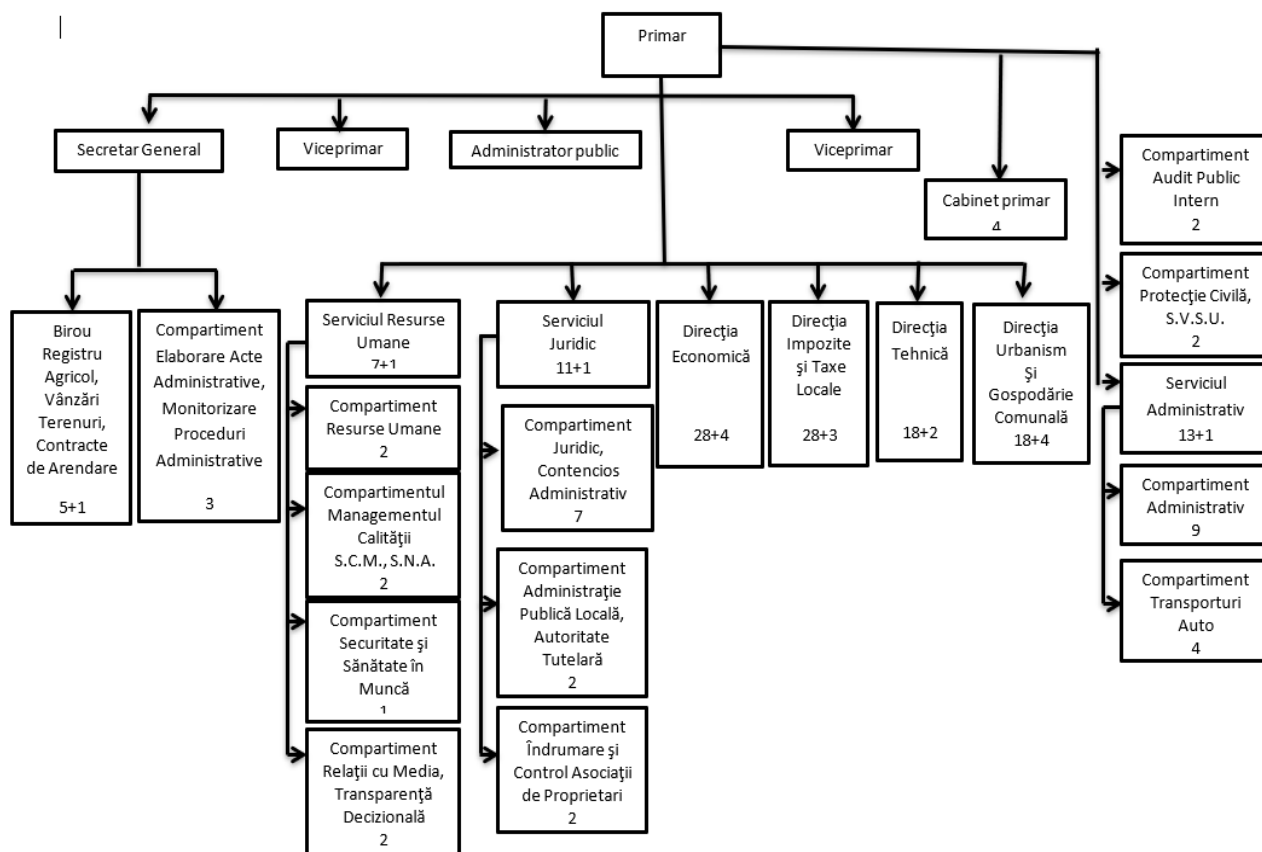 Primar
Secretar General
Viceprimar
Administrator public
Viceprimar
Cabinet primar
4
Compartiment
Audit Public
Intern
2
Compartiment
Protecţie Civilă,
S.V.S.U.
2
Serviciul
Administrativ
13+1
Compartiment
Administrativ
9
Compartiment
Transporturi
Auto
4
Birou
Registru
Agricol,
Vânzări
Terenuri,
Contracte
de Arendare
5+1
Compartiment
Elaborare Acte
Administrative,
Monitorizare
Proceduri
Administrative
3
Serviciul Resurse
Umane
7+1
Compartiment
Resurse Umane
2
Compartimentul
Managementul
Calităţii
S.C.M., S.N.A.
2
Compartiment
Securitate şi
Sănătate în
Muncă
1
Compartiment
Relaţii cu Media,
Transparenţă
Decizională
2
Serviciul
Juridic
11+1
Compartiment
Juridic,
Contencios
Administrativ
7
Compartiment
Administraţie
Publică Locală,
Autoritate
Tutelară
2
Compartiment
Îndrumare şi
Control Asociaţii
de Proprietari
2
Direcţia
Economică
28+4
Direcţia
Impozite
şi Taxe
Locale
28+3
Direcţia
Tehnică
18+2
Direcţia
Urbanism
Şi
Gospodărie
Comunală
18+4